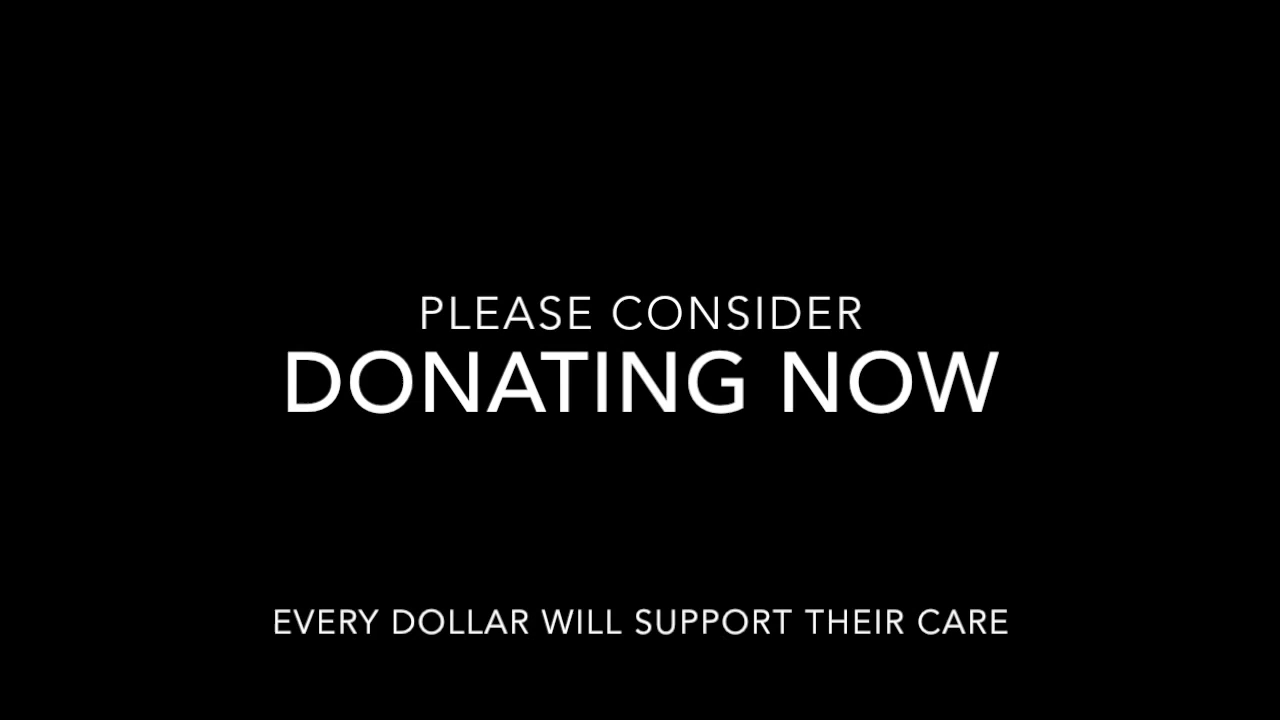 PLEASE CONSIDER
DONATING NOW
EVERY DOLLAR WILL SUPPORT THEIR CARE